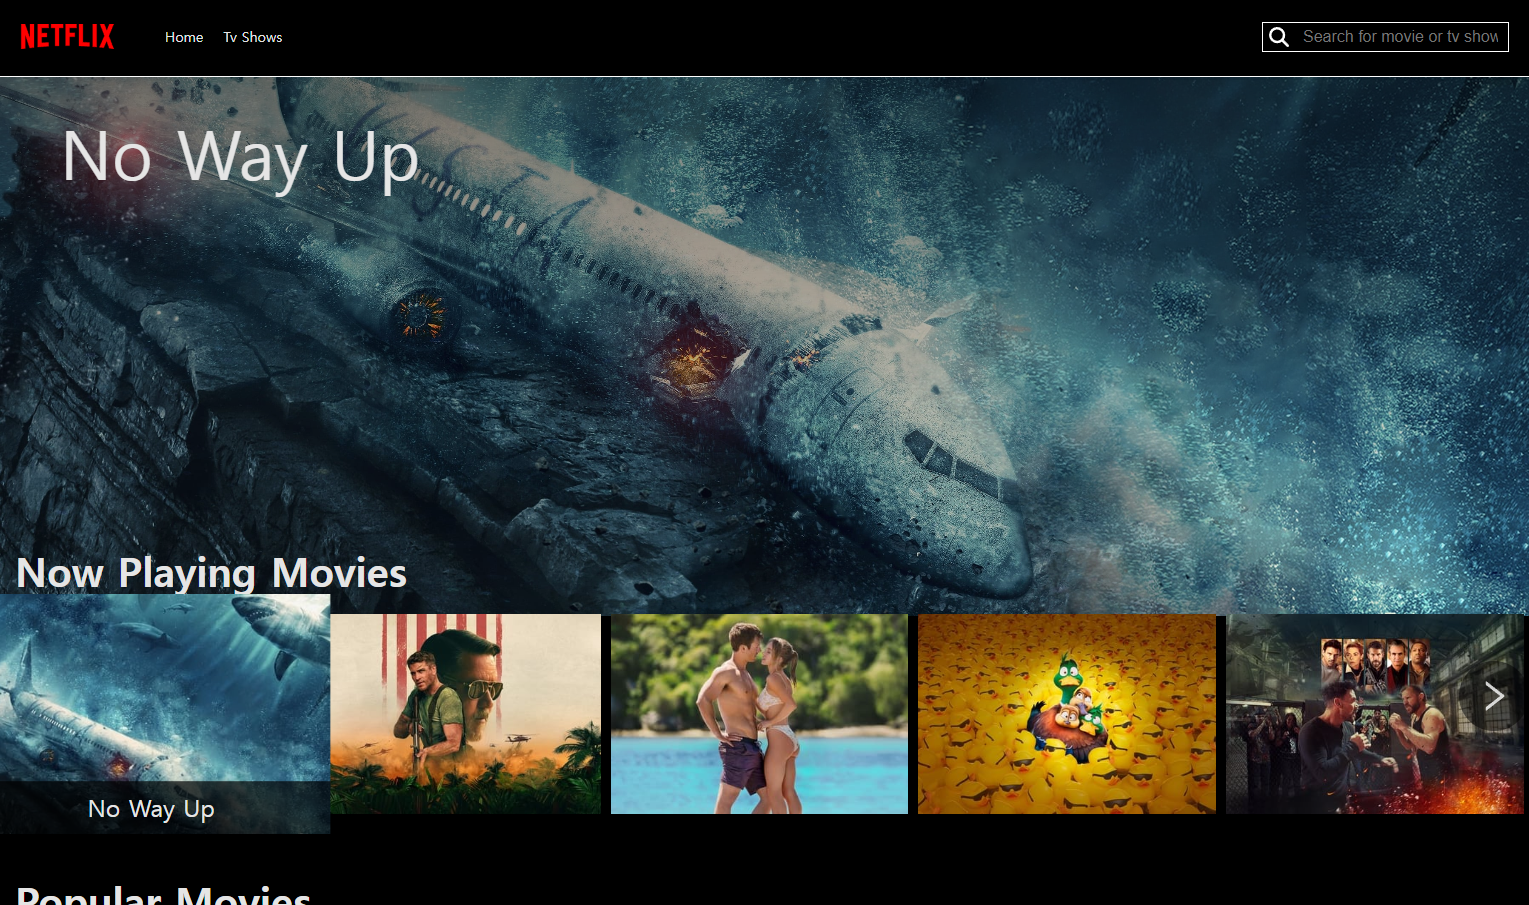 NETFLIX
Home
Tv Shows
Search for movie or tv show
No Way Up
Now Playing Movies
No Way Up
Popular Movies